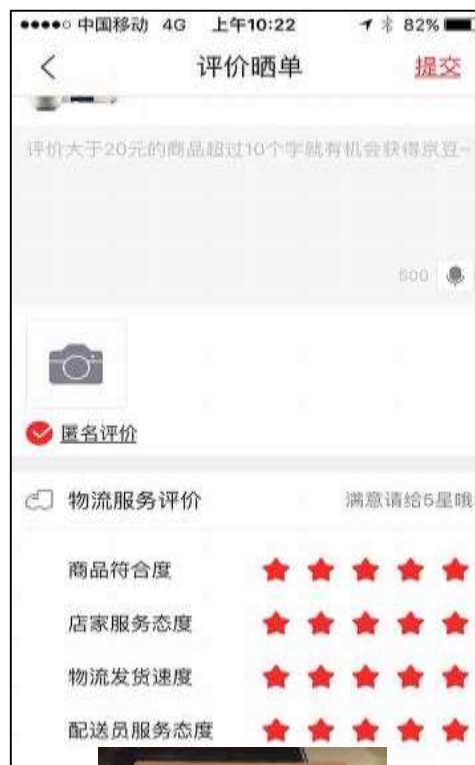 中国移动 4G 上午10:22 82%
评价晒单 提交
评价大于20元的商品超过10个字就有机会获得京豆~
500
匿名评价
物流服务评价 满意请给5星哦
商品符合度
店家服务态度
物流发货速度
配送员服务态度